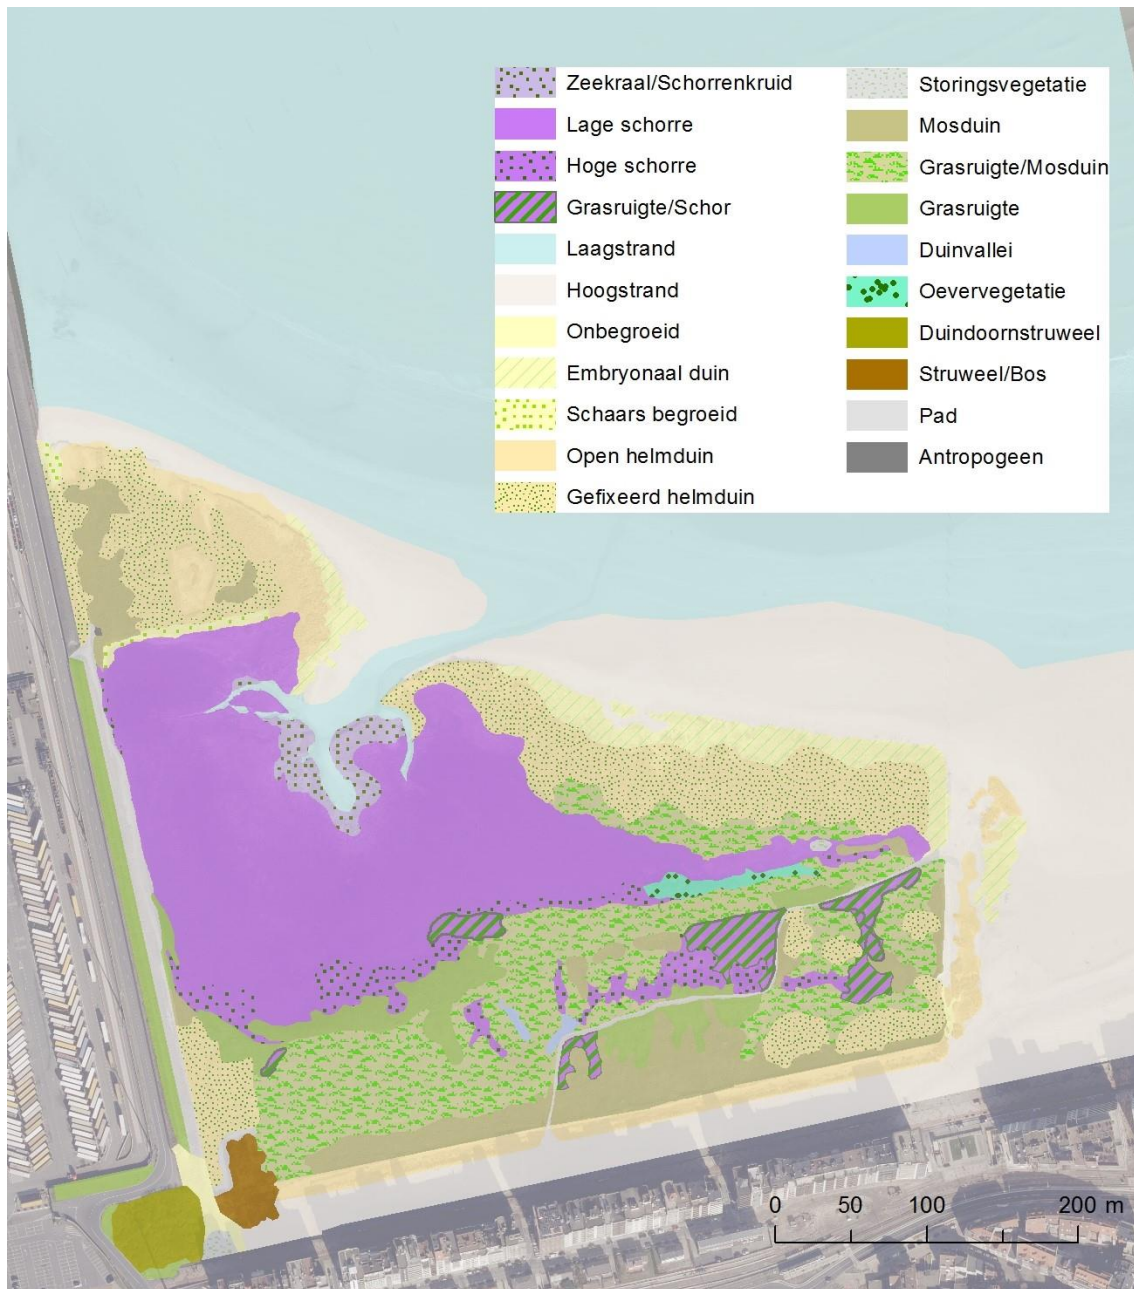 Zeekraal/Schorrenkruid
Lage schorre
Hoge schorre
Grasruigte/Schor
Laagstrand
Hoogstrand
Onbegroeid
Embryonaal duin
Schaars begroeid
Open helmduin
Gefixeerd helmduin
Storingsvegetatie
Mosduin
Grasruigte/Mosduin
Grasruigte
Duinvallei
Oevervegetatie
Duindoornstruweel
Struweel/Bos
Pad
Antropogeen
0 50 100 200 m